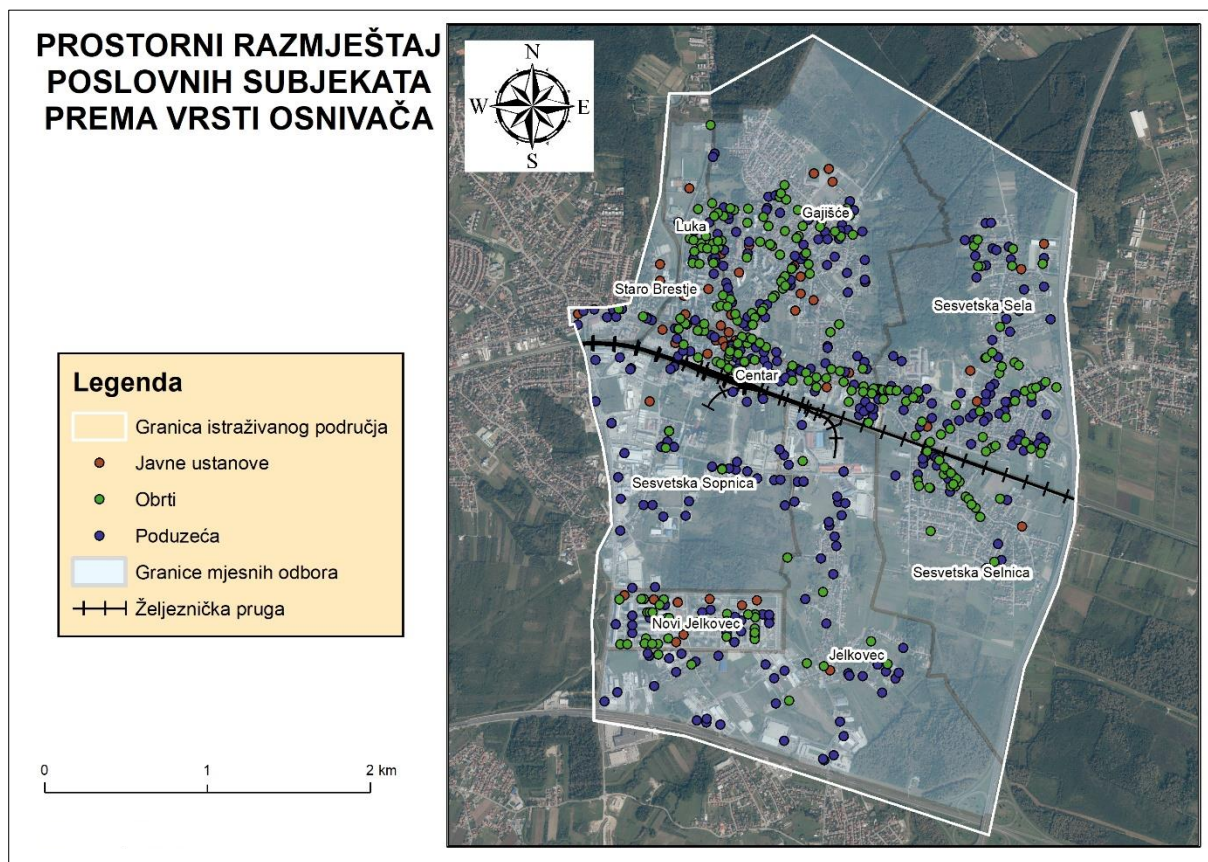 PROSTORNI RAZMJEŠTAJ
POSLOVNIH SUBJEKATA
PREMA VRSTI OSNIVAČA
N
W
E
S
Gajišće
Luka
Staro Brestje
Sesvetska Sela
Centar
Sesvetska Sopnica
Sesvetska Selnica
Novi Jelkovec
Jelkovec
Legenda
Granica istraživanog područja
Javne ustanove
Obrti
Poduzeća
Granice mjesnih odbora
Željeznička pruga
0 1 2 km